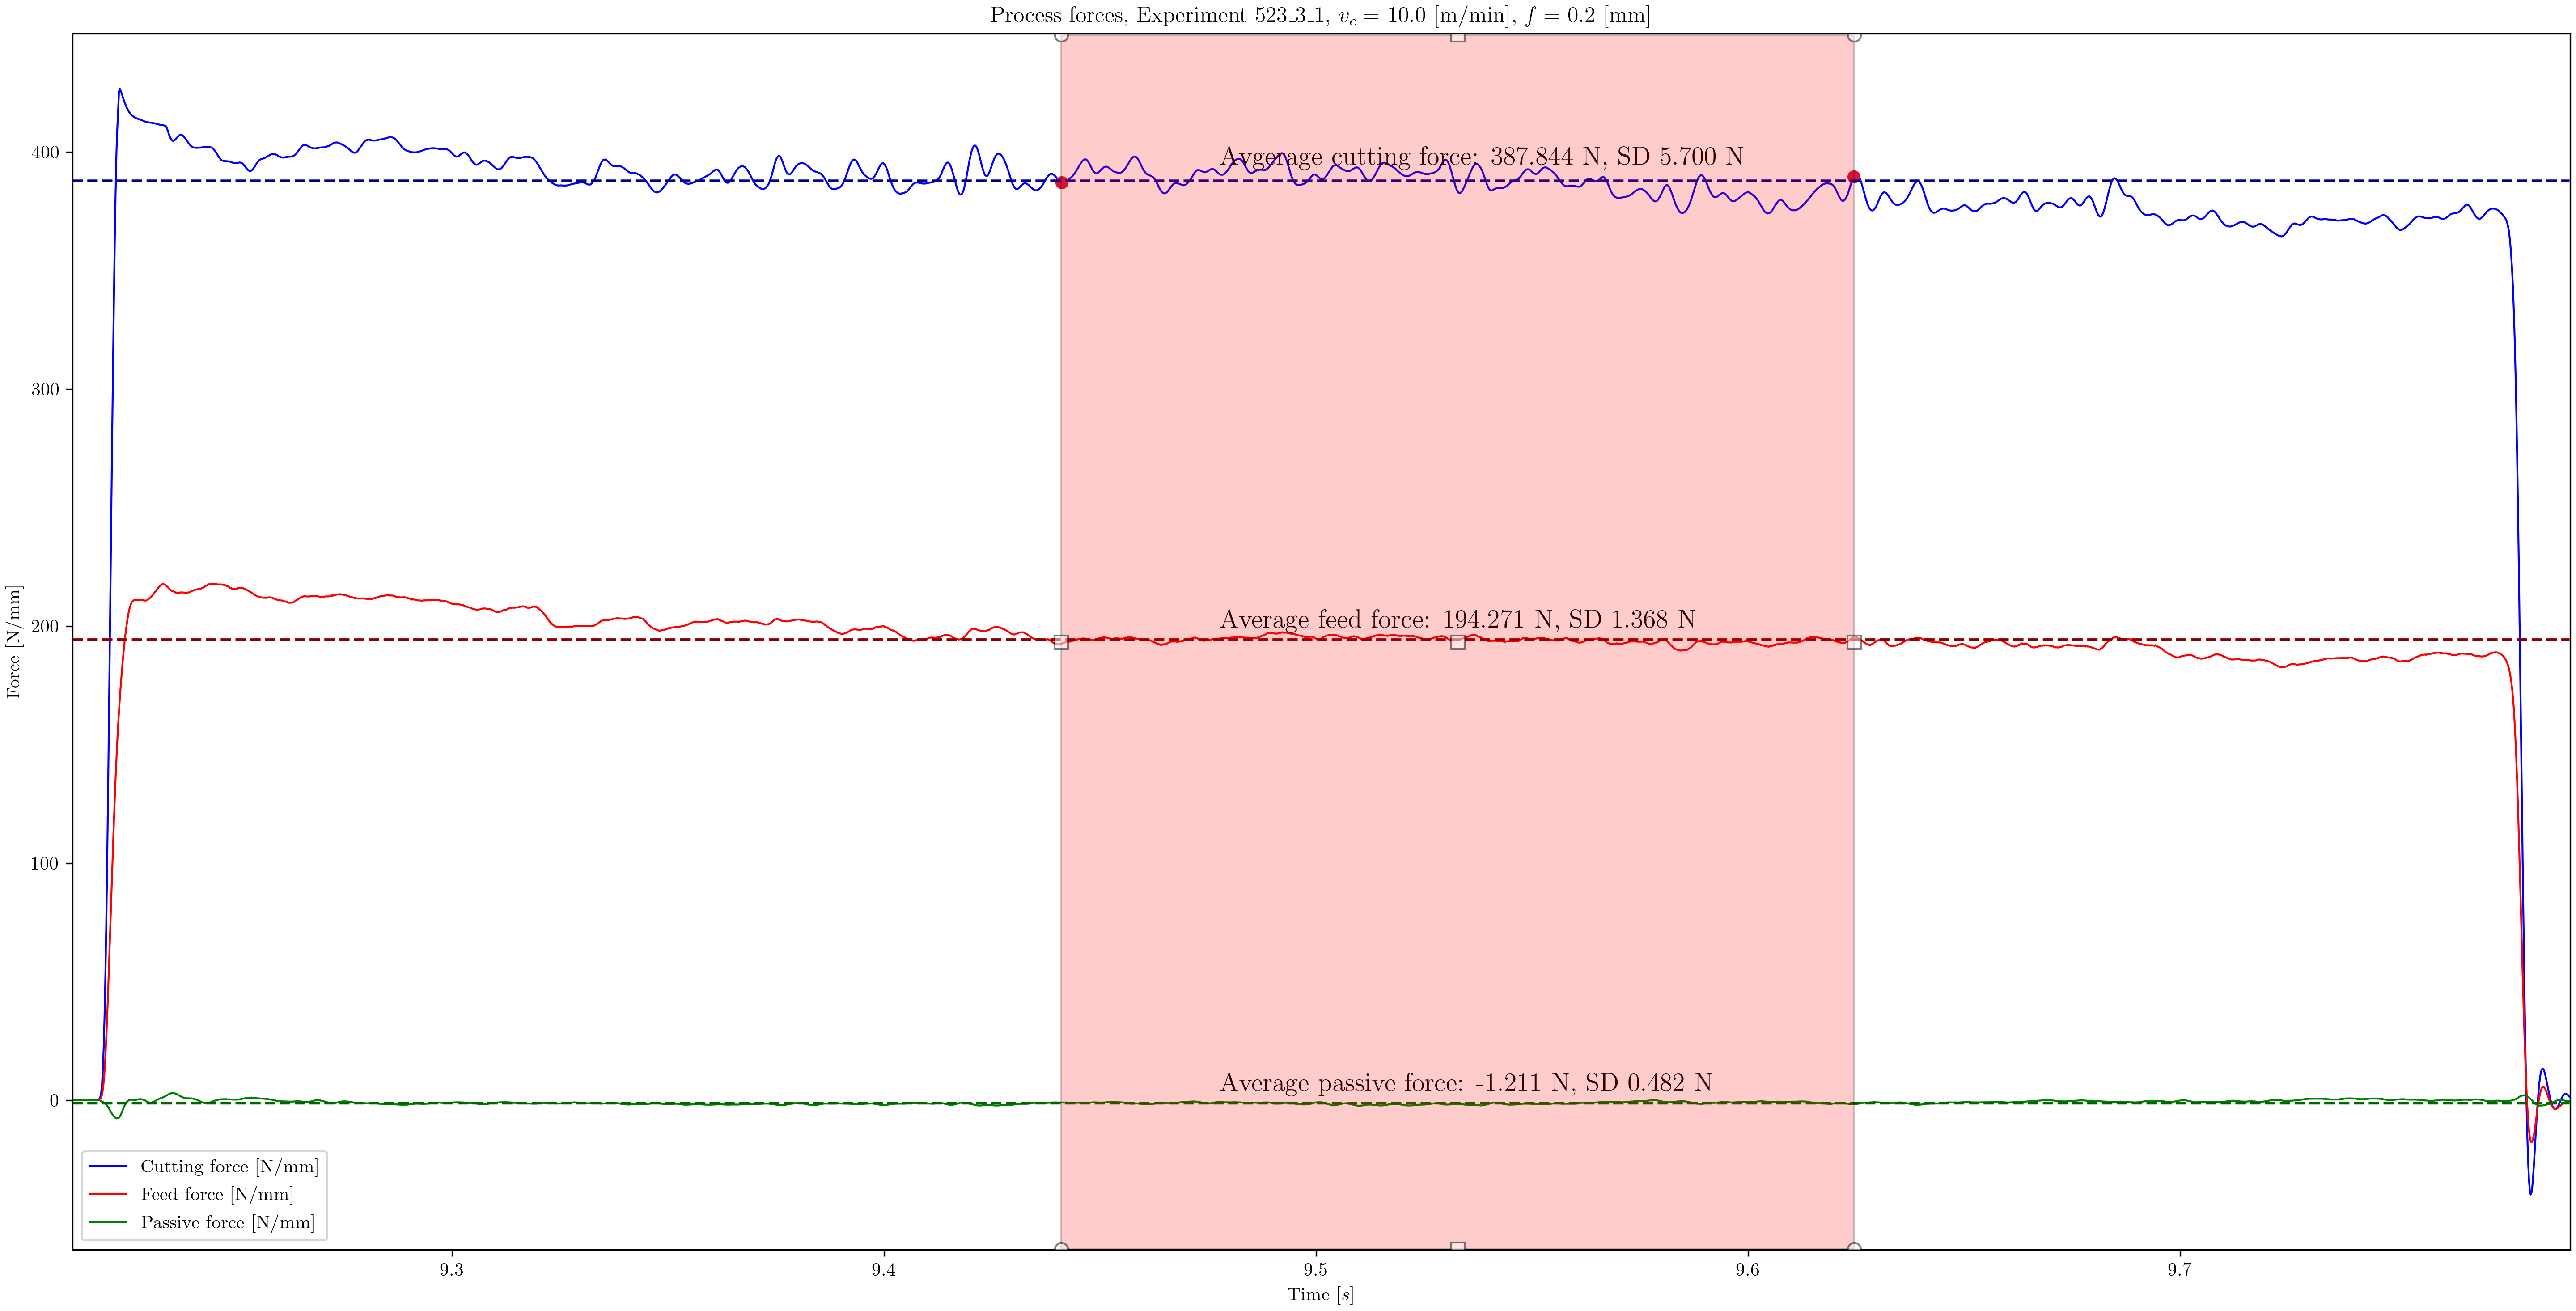 Process forces, Experiment 523_3_1, v_c = 10.0 [m/min], f = 0.2 [mm]
400
300
200
100
0
Force [N/mm]
Avgerage cutting force: 387.844 N, SD 5.700 N
Average feed force: 194.271 N, SD 1.368 N
Average passive force: -1.211 N, SD 0.482 N
Cutting force [N/mm]
Feed force [N/mm]
Passive force [N/mm]
9.3 9.4 9.5 9.6 9.7
Time [s]